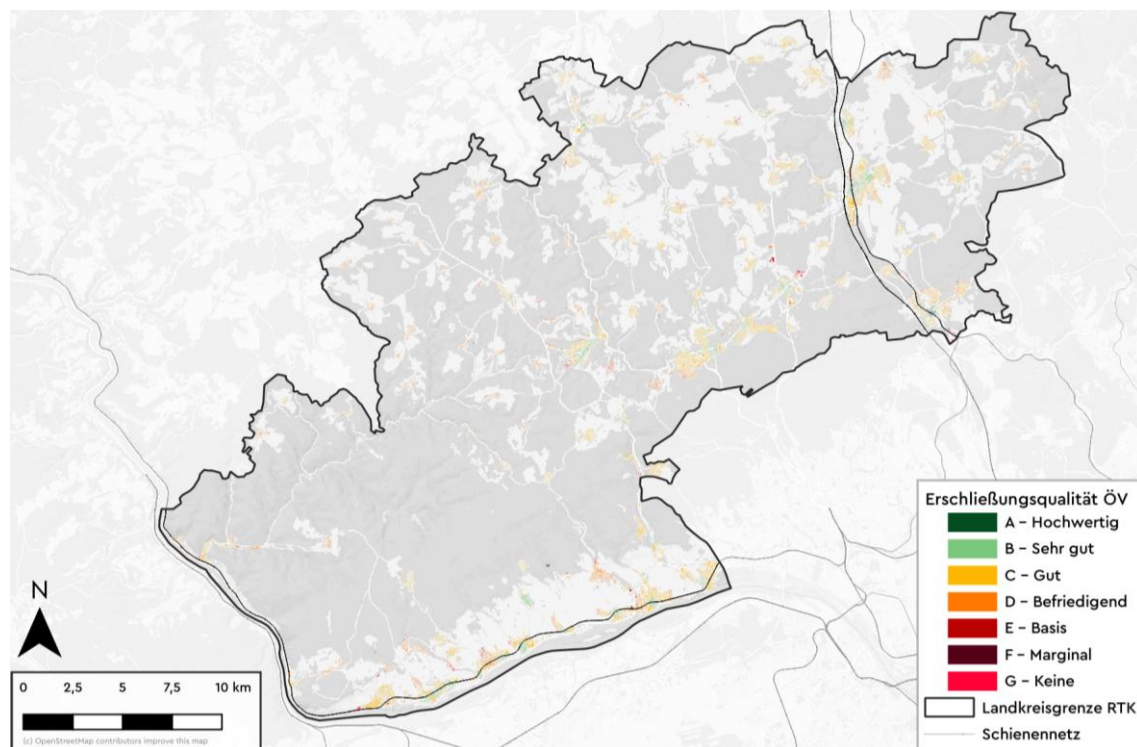 Erschließungsqualität ÖV
A – Hochwertig
B – Sehr gut
C – Gut
D – Befriedigend
E – Basis
F – Marginal
G – Keine
Landkreisgrenze RTK
Schienennetz
N
0 2,5 5 7,5 10 km
(c) OpenStreetMap contributors improve this map